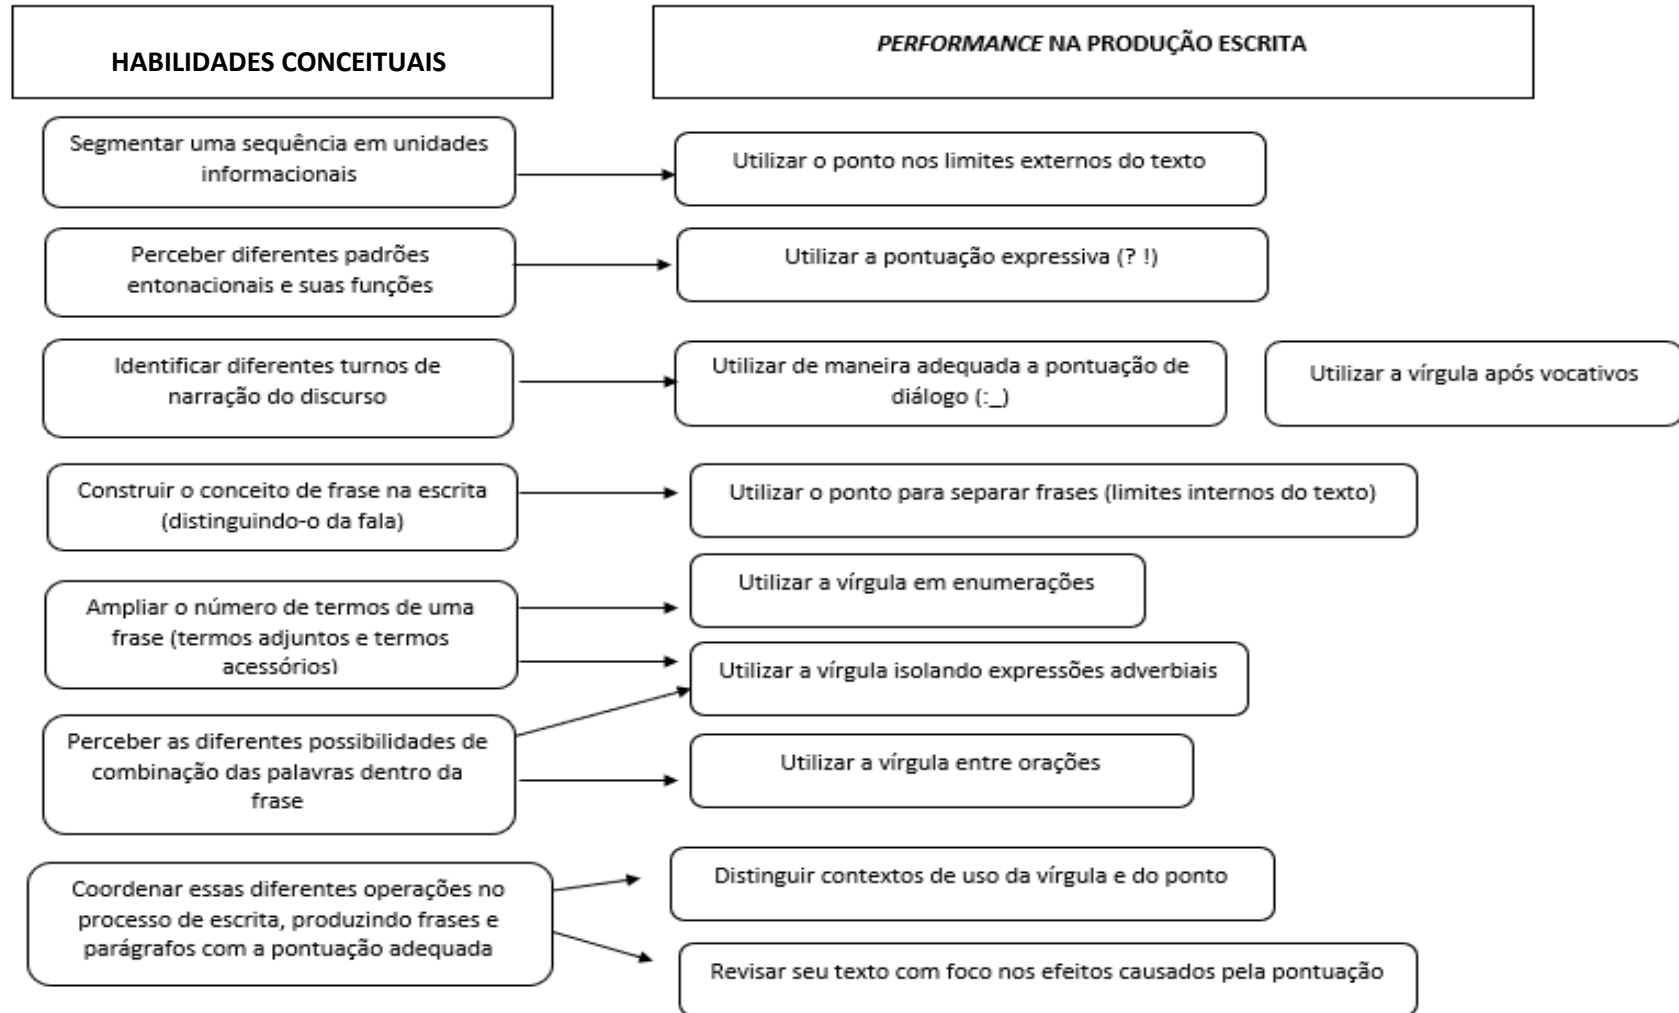 HABILIDADES CONCEITUAIS
PERFORMANCE NA PRODUÇÃO ESCRITA
Segmentar uma sequência em unidades
informacionais
Utilizar o ponto nos limites externos do texto
Perceber diferentes padrões
entonacionais e suas funções
Utilizar a pontuação expressiva (? !)
Identificar diferentes turnos de
narração do discurso
Utilizar de maneira adequada a pontuação de
diálogo (:_)
Utilizar a vírgula após vocativos
Construir o conceito de frase na escrita
(distinguindo-o da fala)
Utilizar o ponto para separar frases (limites internos do texto)
Ampliar o número de termos de uma
frase (termos adjuntos e termos
acessórios)
Utilizar a vírgula em enumerações
Utilizar a vírgula isolando expressões adverbiais
Perceber as diferentes possibilidades de
combinação das palavras dentro da
frase
Utilizar a vírgula entre orações
Coordenar essas diferentes operações no
processo de escrita, produzindo frases e
parágrafos com a pontuação adequada
Distinguir contextos de uso da vírgula e do ponto
Revisar seu texto com foco nos efeitos causados pela pontuação